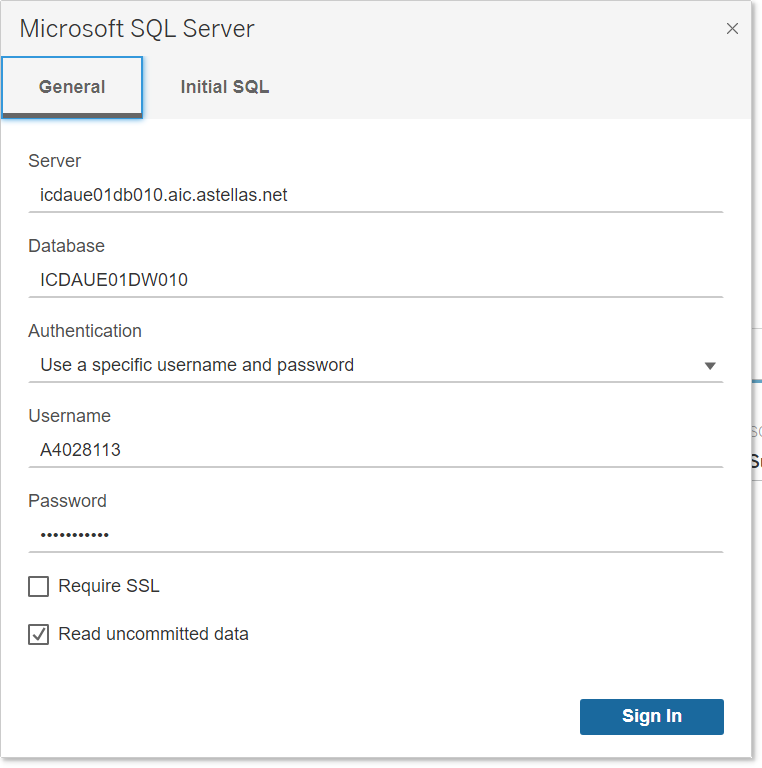 Microsoft SQL Server
General
Initial SQL
Server
icdaue01db010.aic.astellas.net
Database
ICDAUE01DW010
Authentication
Use a specific username and password
Username
A4028113
Password
•••••••••••
Require SSL
Read uncommitted data
Sign In